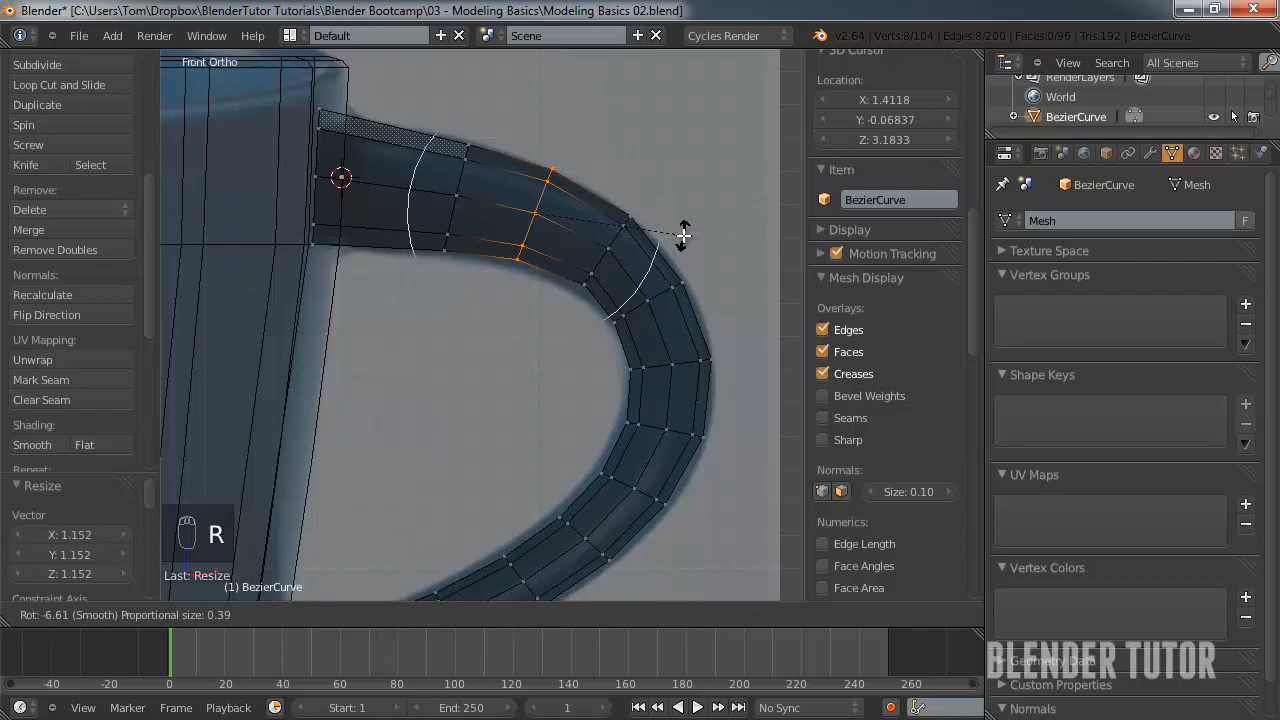 Blender* [C:\Users\Tom\Dropbox\BlenderTutor Tutorials\Blender Bootcamp\03 - Modeling Basics\Modeling Basics 02.blend]
File Add Render Window Help Default Scene Cycles Render v2.64 | Verts:8/104 | Edges:8/200 | Faces:0/96 | Tris:192 | BezierCurve
Subdivide
Loop Cut and Slide
Duplicate
Spin
Screw
Knife Select
Remove:
Delete
Merge
Remove Doubles
Normals:
Recalculate
Flip Direction
UV Mapping:
Unwrap
Mark Seam
Clear Seam
Shading:
Smooth Flat
Repeat:
Resize
Vector
X: 1.152
Y: 1.152
Z: 1.152
Constraint Axis
Front Ortho
R
Last: Resize
(1) BezierCurve
Rot: -6.61 (Smooth) Proportional size: 0.39
3D Cursor
Location:
X: 1.4118
Y: -0.06837
Z: 3.1833
Item
BezierCurve
Display
Motion Tracking
Mesh Display
Overlays:
Edges
Faces
Creases
Bevel Weights
Seams
Sharp
Normals:
Size: 0.10
Numerics:
Edge Length
Face Angles
Face Area
View Search All Scenes
RenderLayers
World
BezierCurve
BezierCurve Mesh
Mesh F
Texture Space
Vertex Groups
Shape Keys
UV Maps
Vertex Colors
Geometry Data
Custom Properties
Normals
BLENDER TUTOR
-40 -20 0 20 40 60 80 100 120 140 160 180 200 220 240 260
View Marker Frame Playback Start: 1 End: 250 1 No Sync